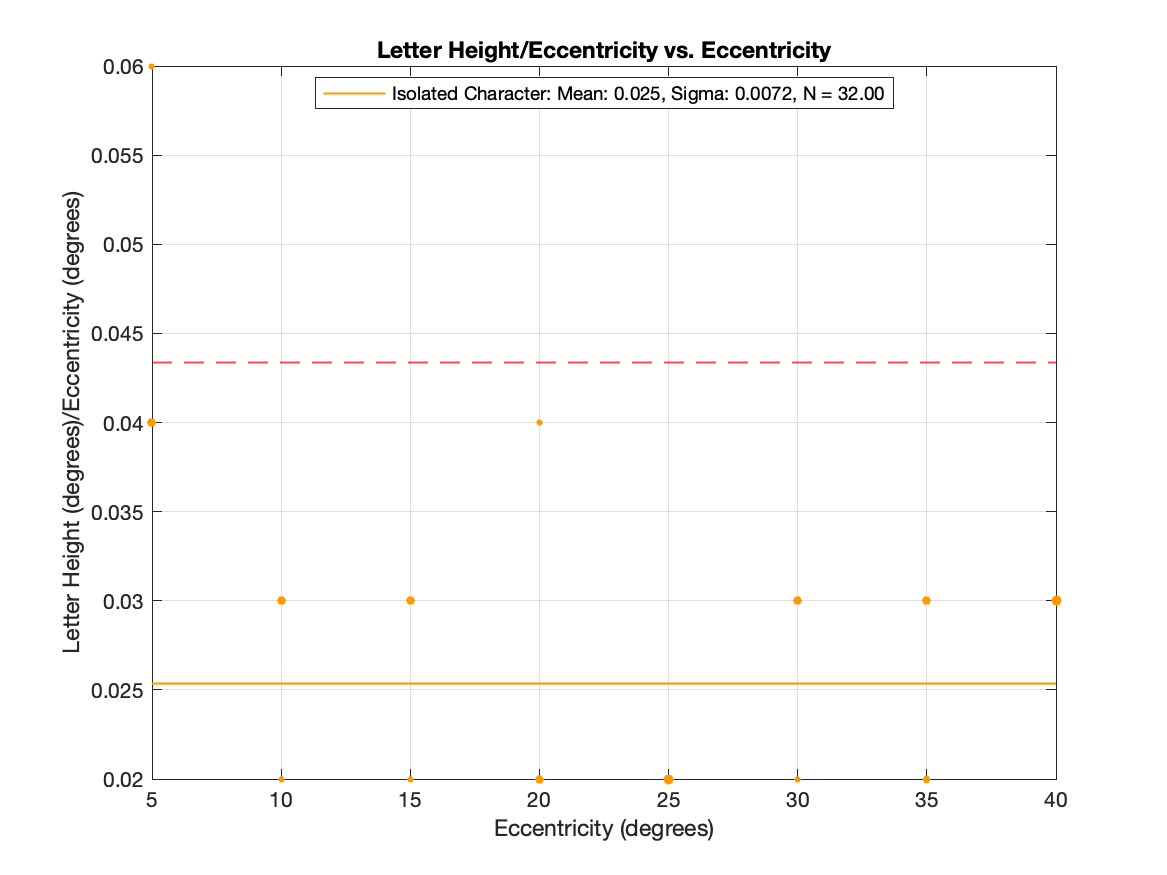 Letter Height/Eccentricity vs. Eccentricity
Isolated Character: Mean: 0.025, Sigma: 0.0072, N = 32.00
Letter Height (degrees)/Eccentricity (degrees)
0.06
0.055
0.05
0.045
0.04
0.035
0.03
0.025
0.02
5 10 15 20 25 30 35 40
Eccentricity (degrees)